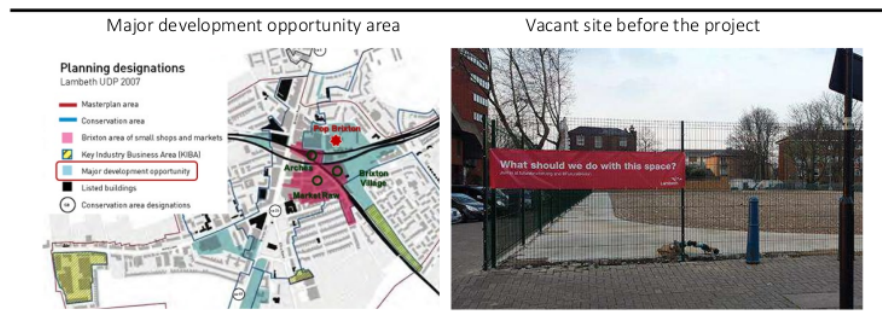 Major development opportunity area
Vacant site before the project
Planning designations
Lambeth UDP 2007
Masterplan area
Conservation area
Brixton area of small shops and markets
Key Industry Business Area (KIBA)
Major development opportunity
Listed buildings
Conservation area designations
Pop Brixton
Arches
Brixton
Village
Market Row
What should we do with this space?
Lambeth